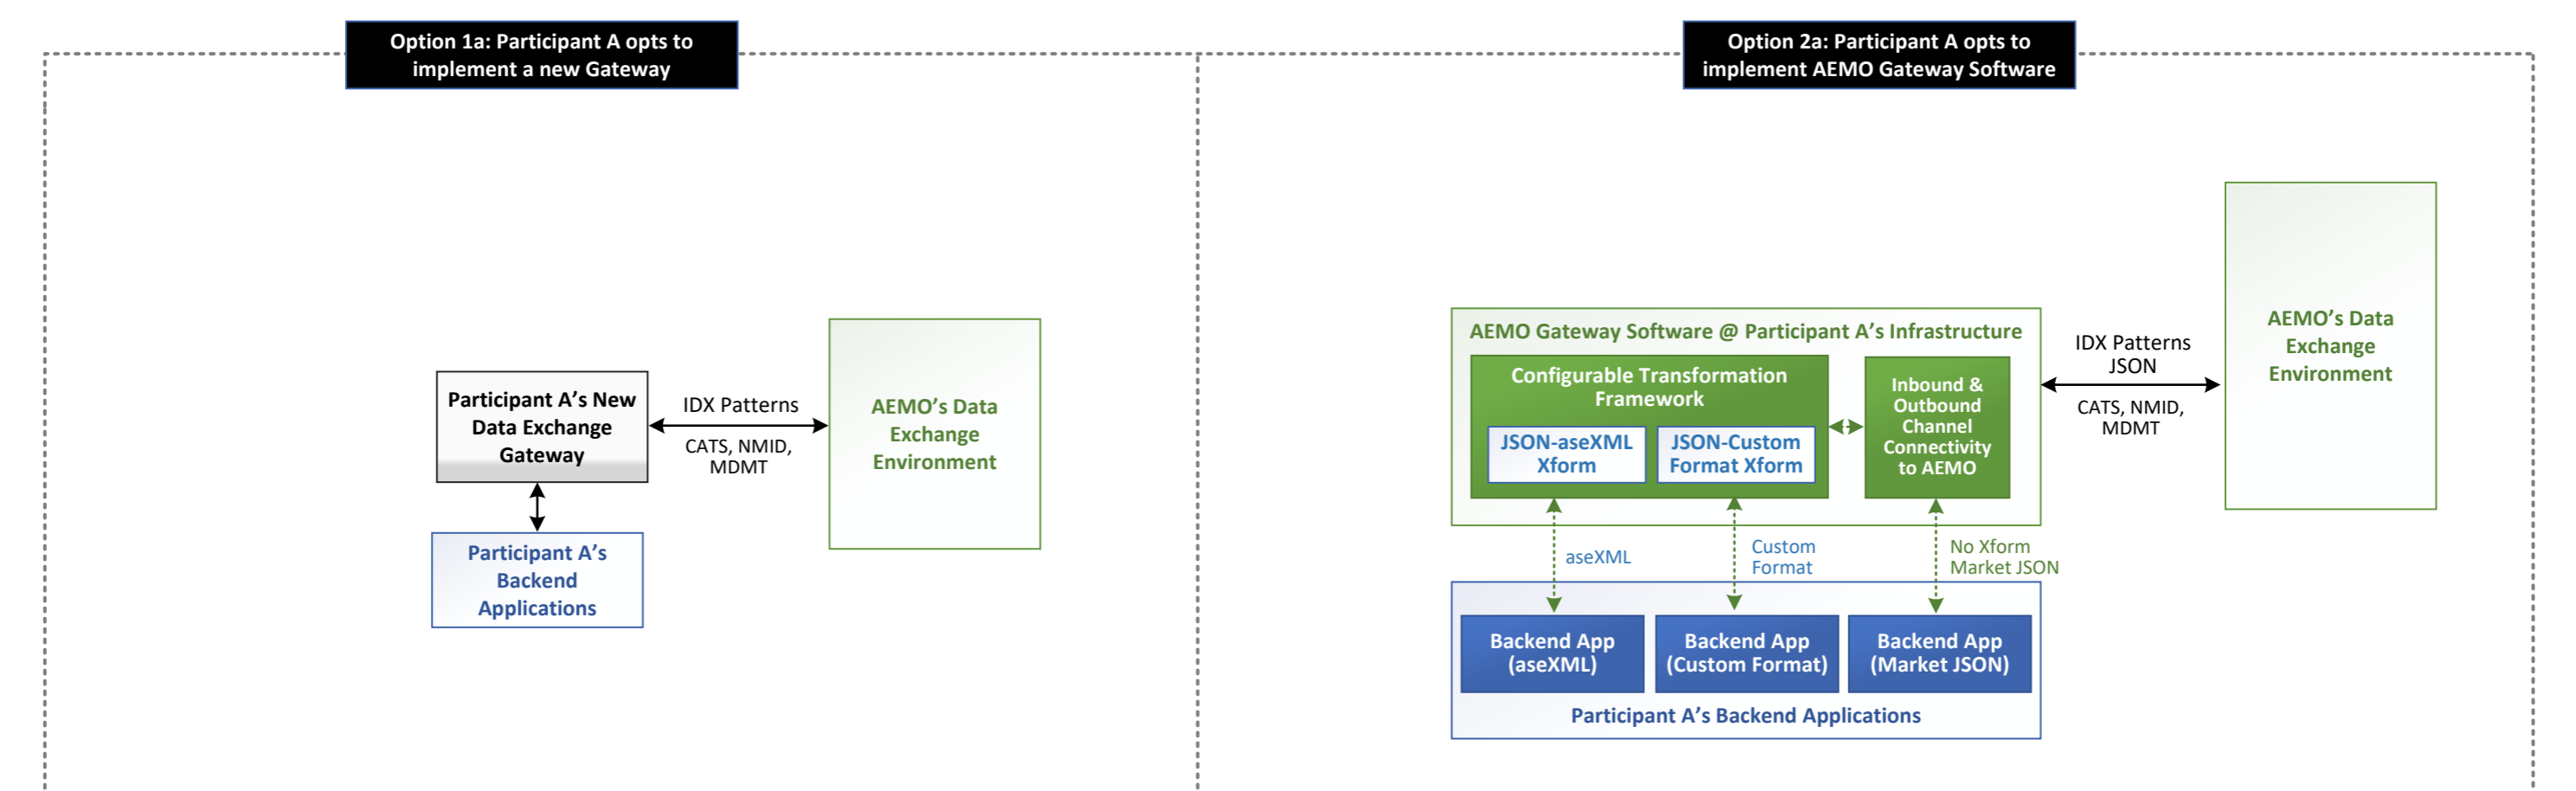 Option 1a: Participant A opts to
implement a new Gateway
Participant A's New
Data Exchange
Gateway
IDX Patterns
CATS, NMID,
MDMT
AEMO's Data
Exchange
Environment
Participant A's
Backend
Applications
Option 2a: Participant A opts to
implement AEMO Gateway Software
AEMO Gateway Software @ Participant A's Infrastructure
Configurable Transformation
Framework
JSON-aseXML
Xform
JSON-Custom
Format Xform
Inbound &
Outbound
Channel
Connectivity
to AEMO
IDX Patterns
JSON
CATS, NMID,
MDMT
AEMO's Data
Exchange
Environment
aseXML
Custom
Format
No Xform
Market JSON
Backend App
(aseXML)
Backend App
(Custom Format)
Backend App
(Market JSON)
Participant A's Backend Applications